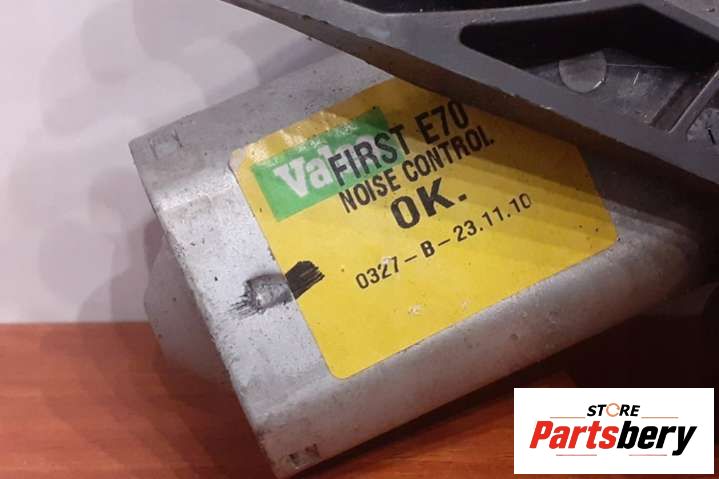 Valeo
FIRST E70
NOISE CONTROL
OK.
0327-B-23.11.10
STORE
Partsbery